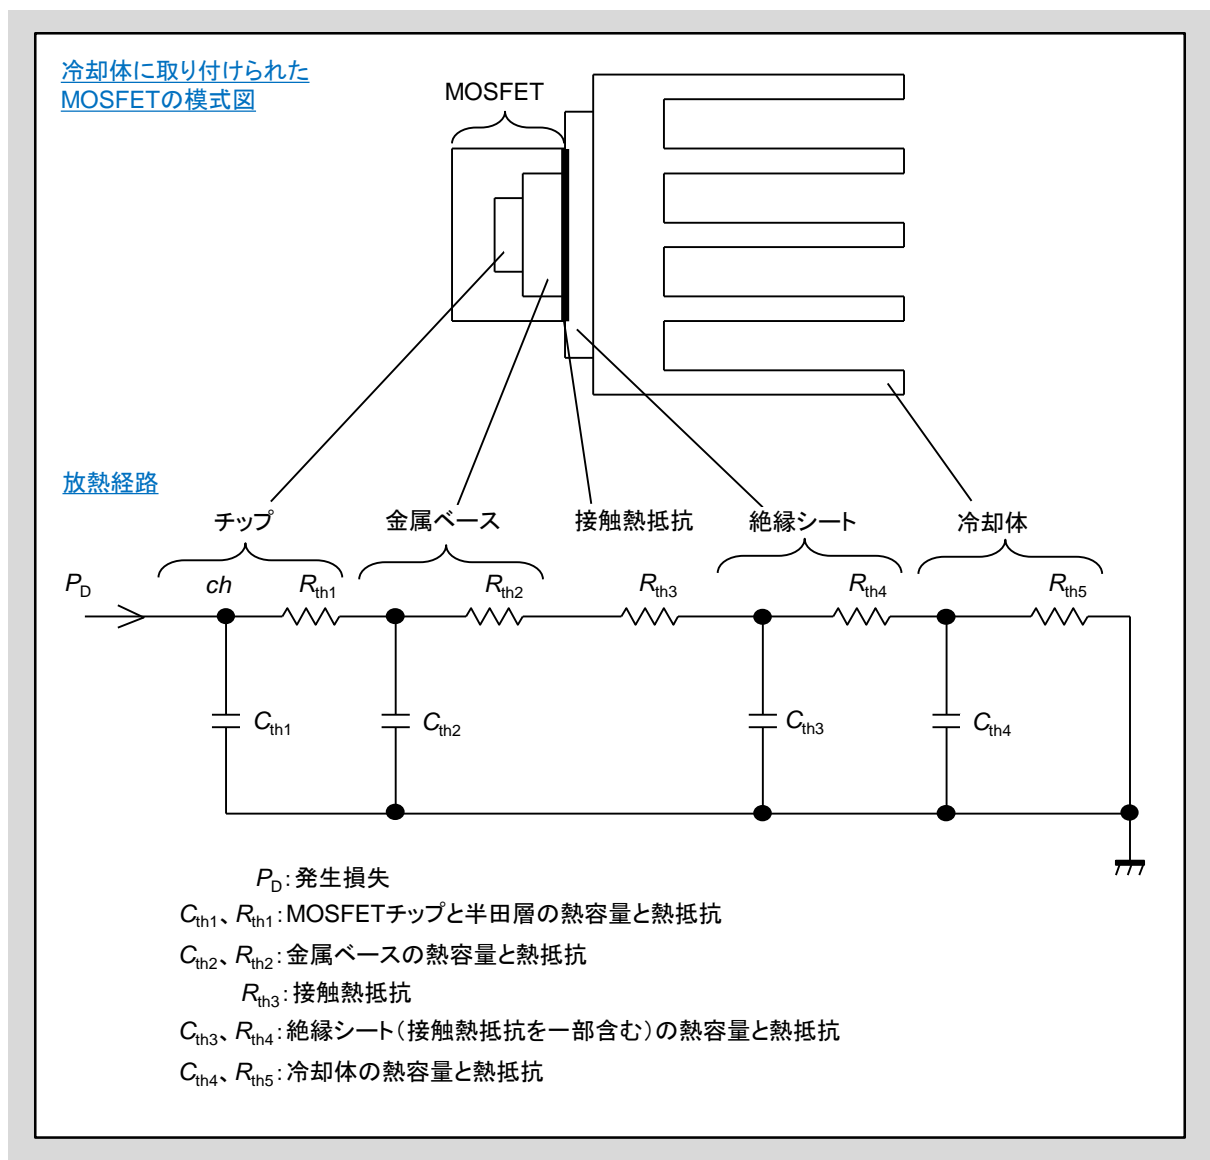 冷却体に取り付けられた
MOSFETの模式図
MOSFET
放熱経路
チップ 金属ベース 接触熱抵抗 絶縁シート 冷却体
PD ch Rth1 Rth2 Rth3 Rth4 Rth5
Cth1 Cth2 Cth3 Cth4
PD:発生損失
Cth1、Rth1:MOSFETチップと半田層の熱容量と熱抵抗
Cth2、Rth2:金属ベースの熱容量と熱抵抗
Rth3:接触熱抵抗
Cth3、Rth4:絶縁シート(接触熱抵抗を一部含む)の熱容量と熱抵抗
Cth4、Rth5:冷却体の熱容量と熱抵抗